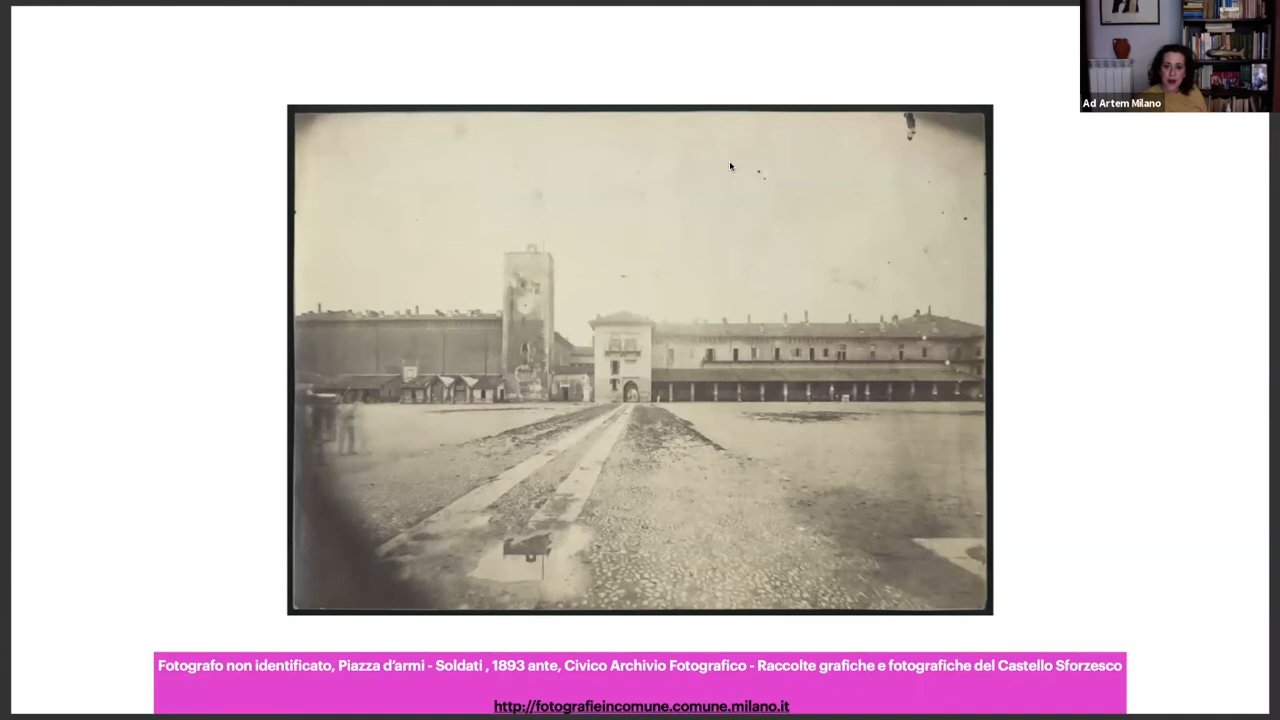 Ad Artem Milano
Fotografo non identificato, Piazza d'armi - Soldati , 1893 ante, Civico Archivio Fotografico - Raccolte grafiche e fotografiche del Castello Sforzesco
http://fotografieincomune.comune.milano.it